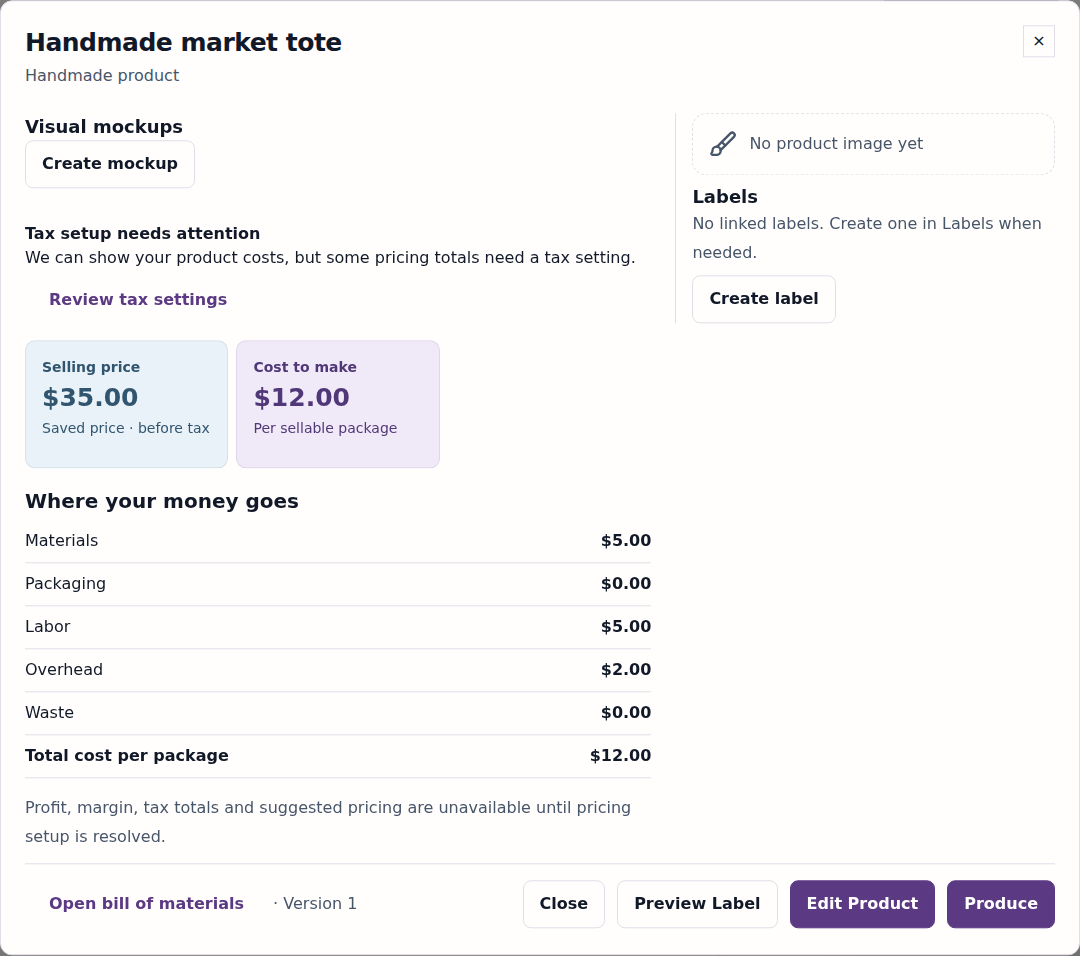 Handmade market tote
×
Handmade product
Visual mockups
Create mockup
No product image yet
Labels
No linked labels. Create one in Labels when
needed.
Create label
Tax setup needs attention
We can show your product costs, but some pricing totals need a tax setting.
Review tax settings
Selling price
$35.00
Saved price · before tax
Cost to make
$12.00
Per sellable package
Where your money goes
Materials $5.00
Packaging $0.00
Labor $5.00
Overhead $2.00
Waste $0.00
Total cost per package $12.00
Profit, margin, tax totals and suggested pricing are unavailable until pricing
setup is resolved.
Open bill of materials · Version 1 Close Preview Label Edit Product Produce